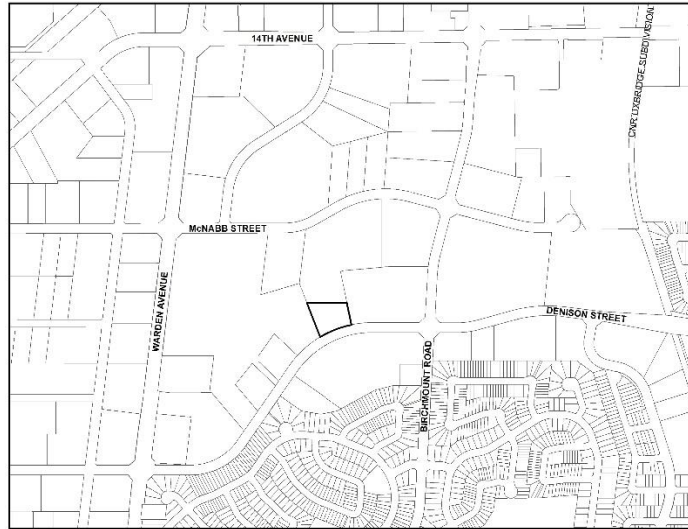 14TH AVENUE
CNR UXBRIDGE SUBDIVISION
McNABB STREET
DENISON STREET
WARDEN AVENUE
BIRCHMOUNT ROAD